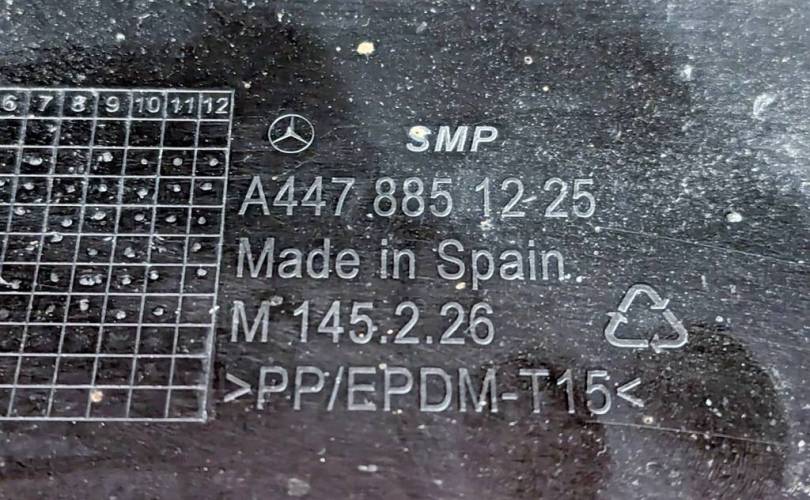 6 7 8 9 10 11 12
SMP
A447 885 12 25
Made in Spain
M 145.2.26
>PP/EPDM-T15<